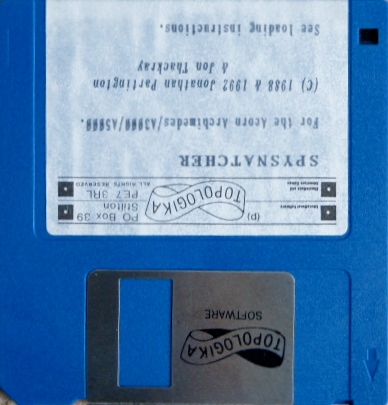 TOPOLOGIKA
(p)
PO Box 39
Stilton
PE7 3RL
ALL RIGHTS RESERVED
SPYSNATCHER
For the Acorn Archimedes/A3000/A5000.
(C) 1988 & 1992 Jonathan Partington
& Jon Thackray
See loading instructions.
TOPOLOGIKA
SOFTWARE